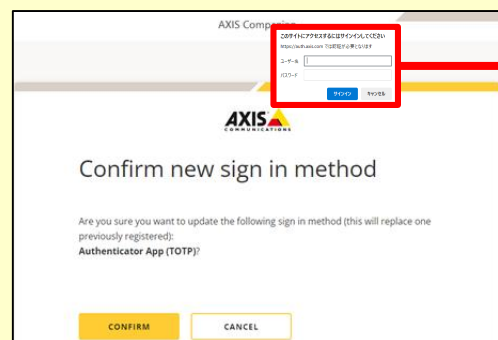 AXIS Companion
このサイトにアクセスするにはサインインしてください
https://auth.axis.com では認証が必要となります
ユーザー名
パスワード
サインイン
キャンセル
AXIS
COMMUNICATIONS
Confirm new sign in method
Are you sure you want to update the following sign in method (this will replace one
previously registered):
Authenticator App (TOTP)?
CONFIRM
CANCEL